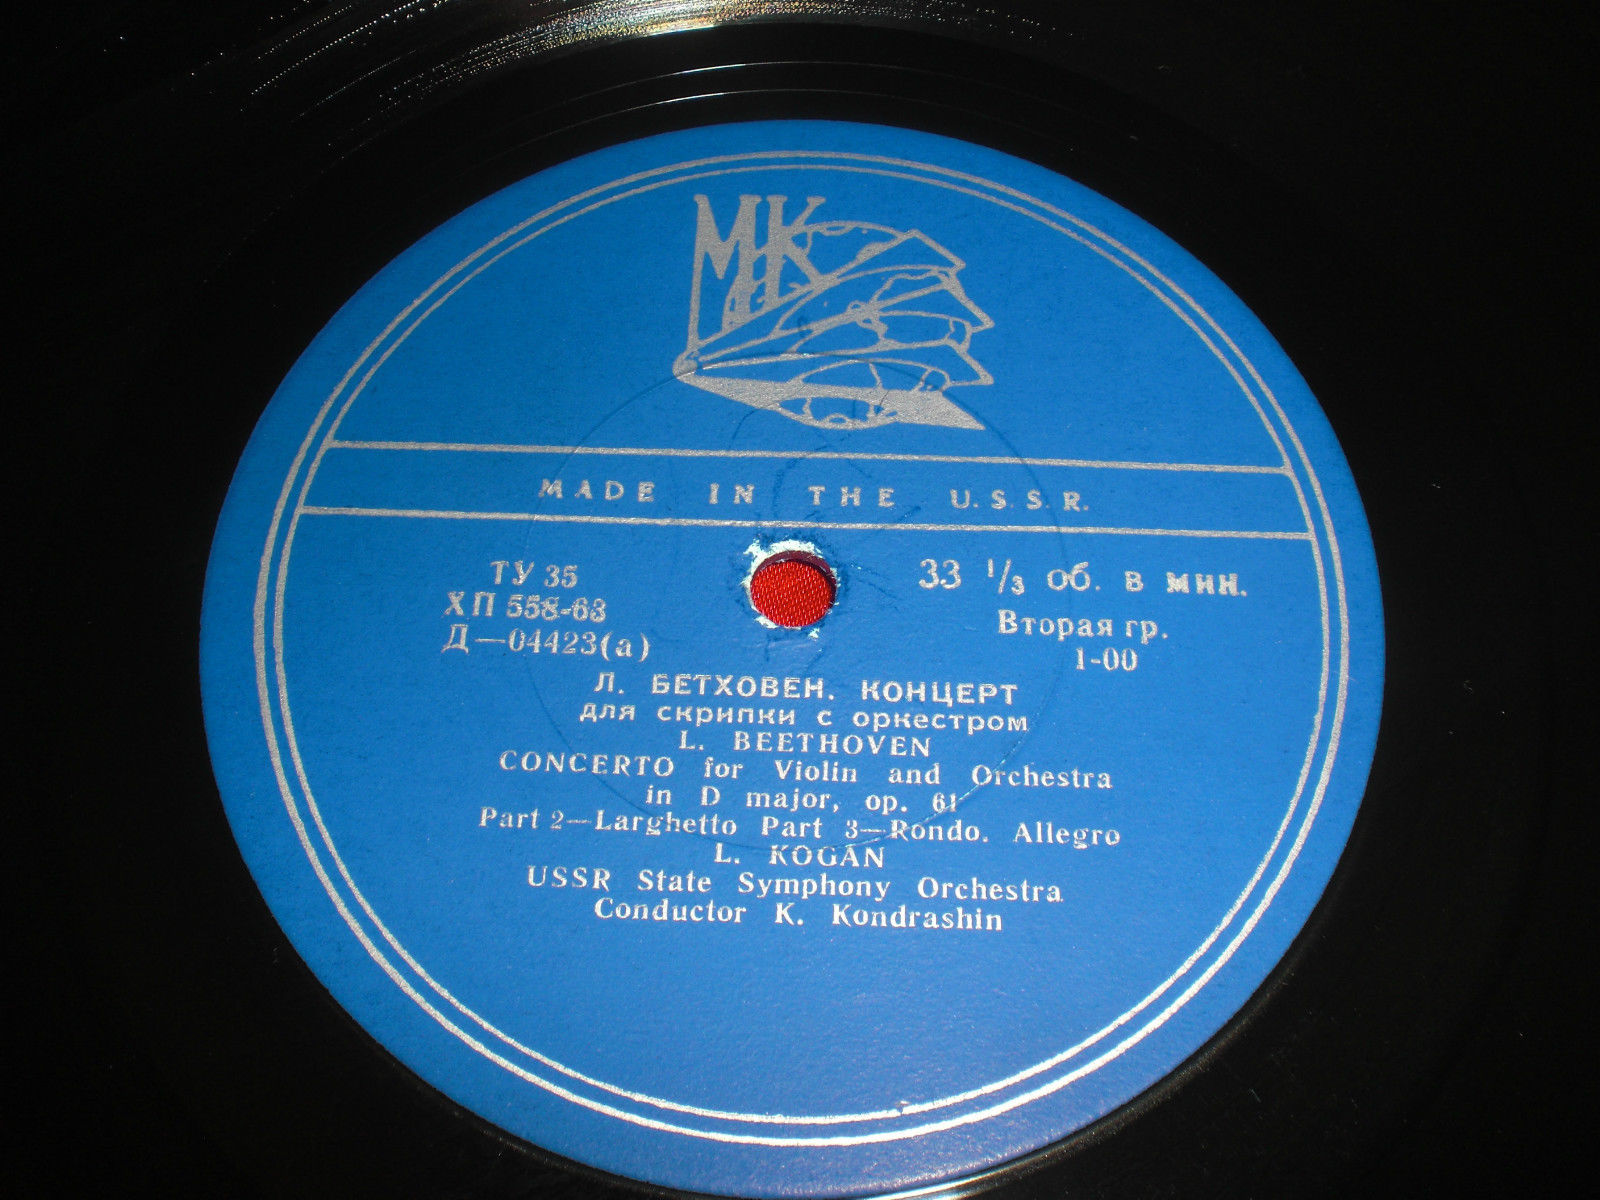 МК
MADE IN THE U.S.S.R.
ТУ 35
ХП 558-63
Д—04423(а)
33 1/3 об. в мин.
Вторая гр.
1-00
Л. БЕТХОВЕН. КОНЦЕРТ
для скрипки с оркестром
L. BEETHOVEN
CONCERTO for Violin and Orchestra
in D major, op. 61
Part 2—Larghetto Part 3—Rondo. Allegro
L. KOGAN
USSR State Symphony Orchestra
Conductor K. Kondrashin